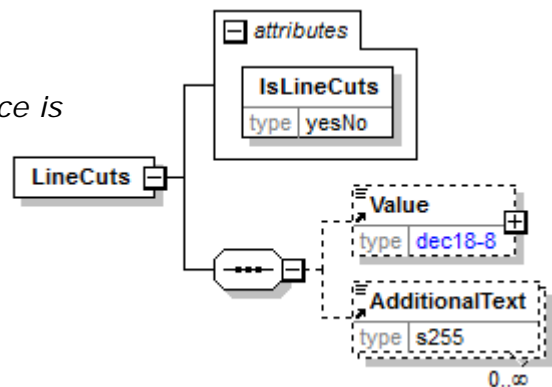 attributes
IsLineCuts
type yesNo
ce is
LineCuts
Value
type dec18-8
AdditionalText
type s255
0..∞